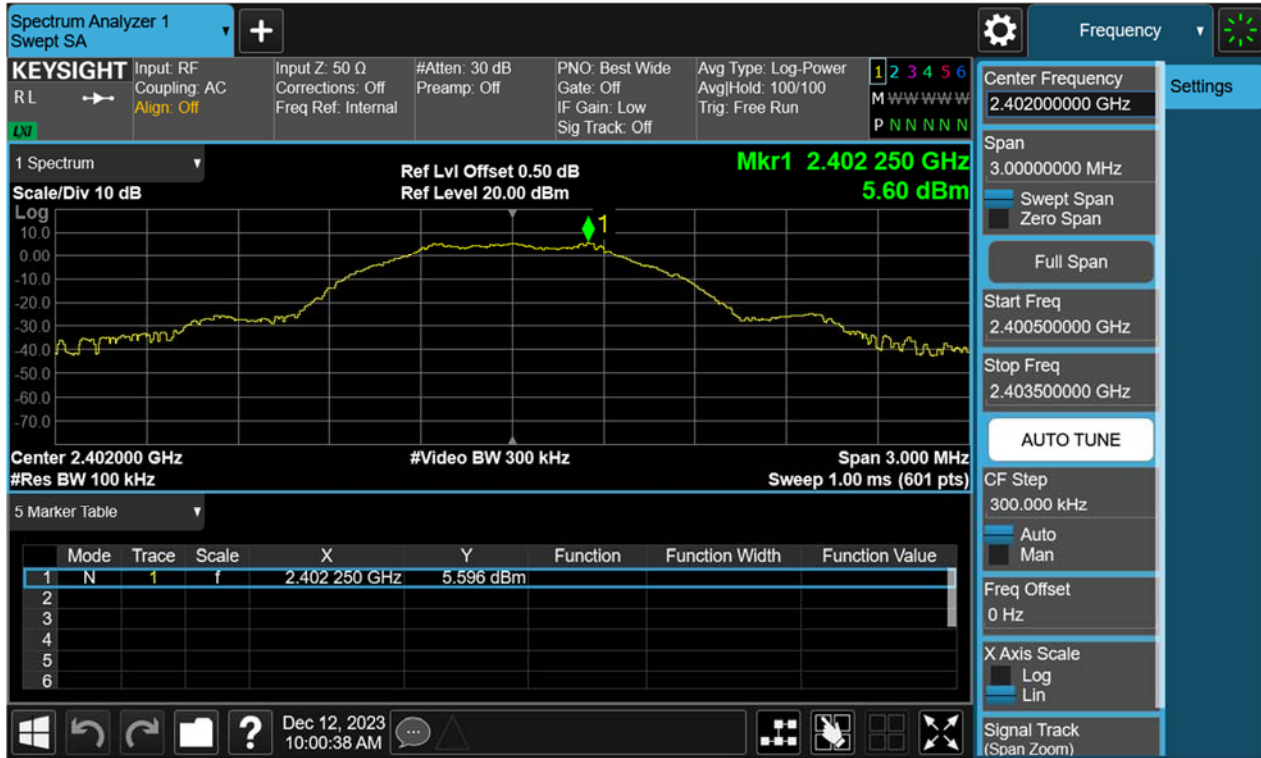 Spectrum Analyzer 1
Swept SA
Frequency
KEYSIGHT
RL
LXI
Input: RF
Coupling: AC
Align: Off
Input Z: 50 Ω
Corrections: Off
Freq Ref: Internal
#Atten: 30 dB
Preamp: Off
PNO: Best Wide
Gate: Off
IF Gain: Low
Sig Track: Off
Avg Type: Log-Power
Avg|Hold: 100/100
Trig: Free Run
1 2 3 4 5 6
M W W W W W
P N N N N N
1 Spectrum
Scale/Div 10 dB
Ref Lvl Offset 0.50 dB
Ref Level 20.00 dBm
Mkr1 2.402 250 GHz
5.60 dBm
Log
10.0
0.00
-10.0
-20.0
-30.0
-40.0
-50.0
-60.0
-70.0
1
Center 2.402000 GHz
#Video BW 300 kHz
Span 3.000 MHz
#Res BW 100 kHz
Sweep 1.00 ms (601 pts)
5 Marker Table
Mode Trace Scale X Y Function Function Width Function Value
1 N 1 f 2.402 250 GHz 5.596 dBm
2
3
4
5
6
?
Dec 12, 2023
10:00:38 AM
Center Frequency
2.402000000 GHz
Settings
Span
3.00000000 MHz
Swept Span
Zero Span
Full Span
Start Freq
2.400500000 GHz
Stop Freq
2.403500000 GHz
AUTO TUNE
CF Step
300.000 kHz
Auto
Man
Freq Offset
0 Hz
X Axis Scale
Log
Lin
Signal Track
(Span Zoom)